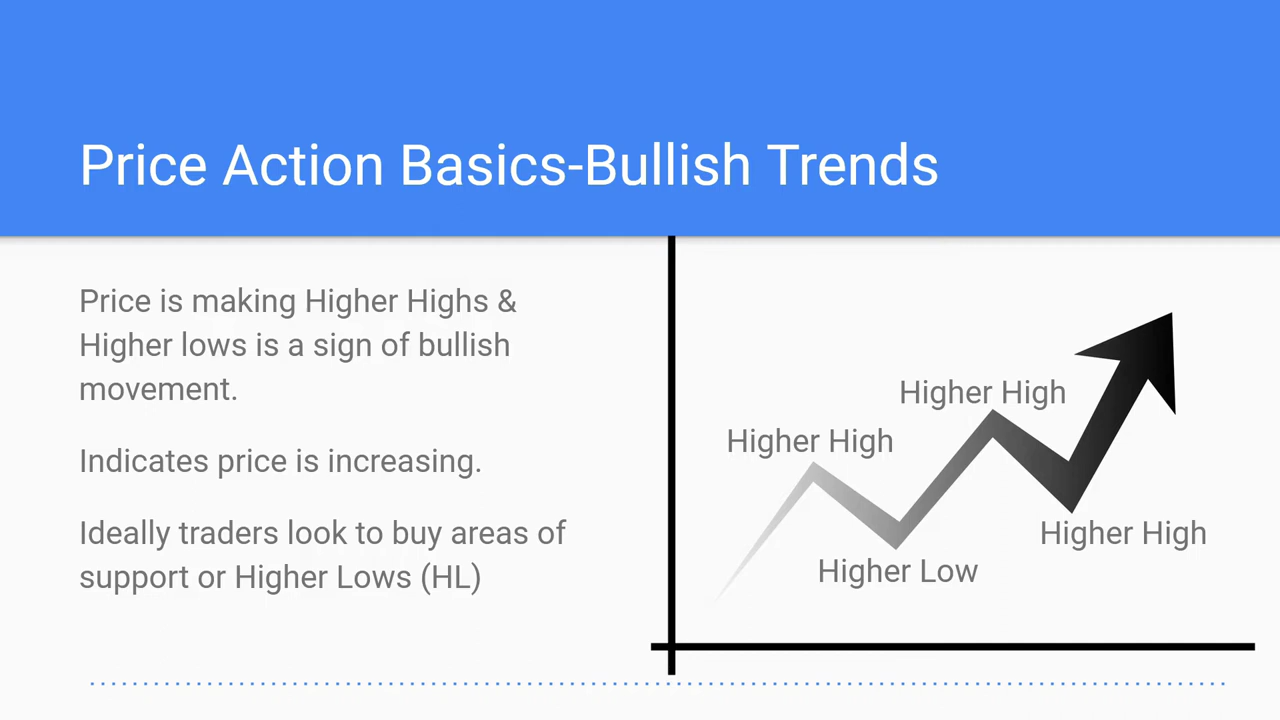 Price Action Basics-Bullish Trends
Price is making Higher Highs &
Higher lows is a sign of bullish
movement.
Indicates price is increasing.
Ideally traders look to buy areas of
support or Higher Lows (HL)
Higher High
Higher High
Higher High
Higher Low